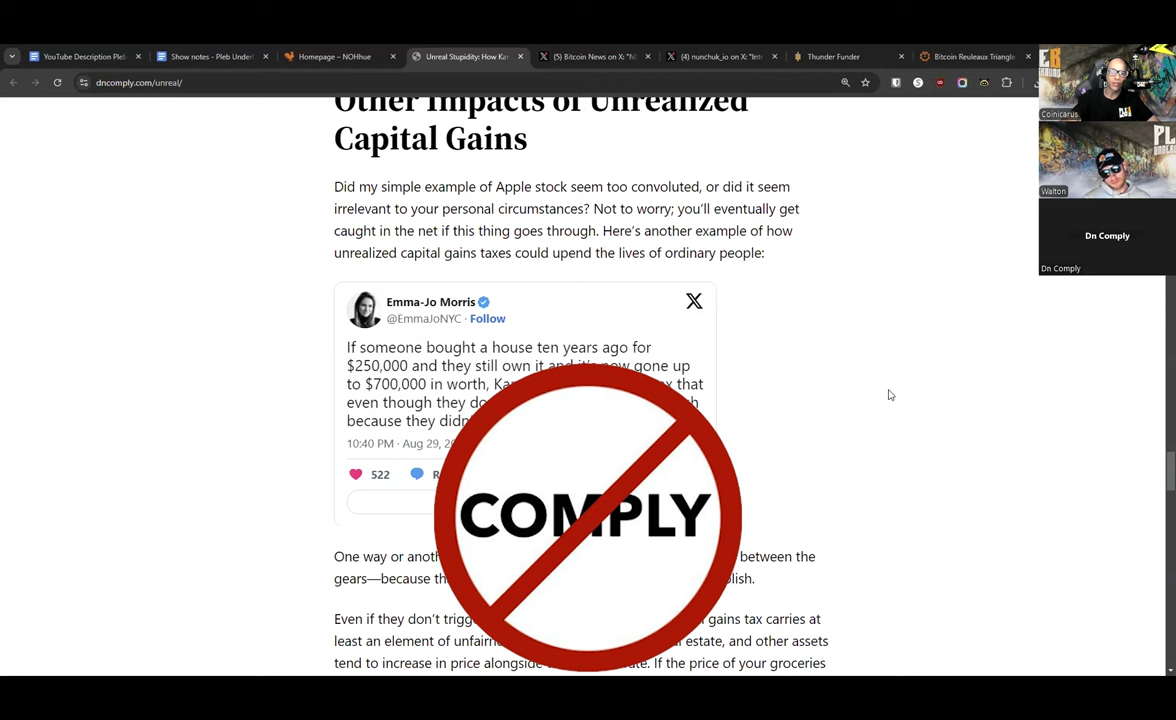 YouTube Description Pleb
Show notes - Pleb Under
Homepage – NOHhue
Unreal Stupidity: How Ka
(5) Bitcoin News on X: "N
(4) nunchuk_io on X: "Intr
Thunder Funder
Bitcoin Reuleaux Triangle
dncomply.com/unreal/
Other Impacts of Unrealized
Capital Gains
Did my simple example of Apple stock seem too convoluted, or did it seem
irrelevant to your personal circumstances? Not to worry; you'll eventually get
caught in the net if this thing goes through. Here's another example of how
unrealized capital gains taxes could upend the lives of ordinary people:
Emma-Jo Morris
@EmmaJoNYC · Follow
If someone bought a house ten years ago for
$250,000 and they still own it and it's now gone up
to $700,000 in worth, that
even though they
because they
10:40 PM · Aug 29,
522
COMPLY
One way or between the
gears—because
Even if they don't gains tax carries at
least an element of estate, and other assets
tend to increase in price alongside If the price of your groceries
Coinicarus
Walton
Dn Comply
Dn Comply